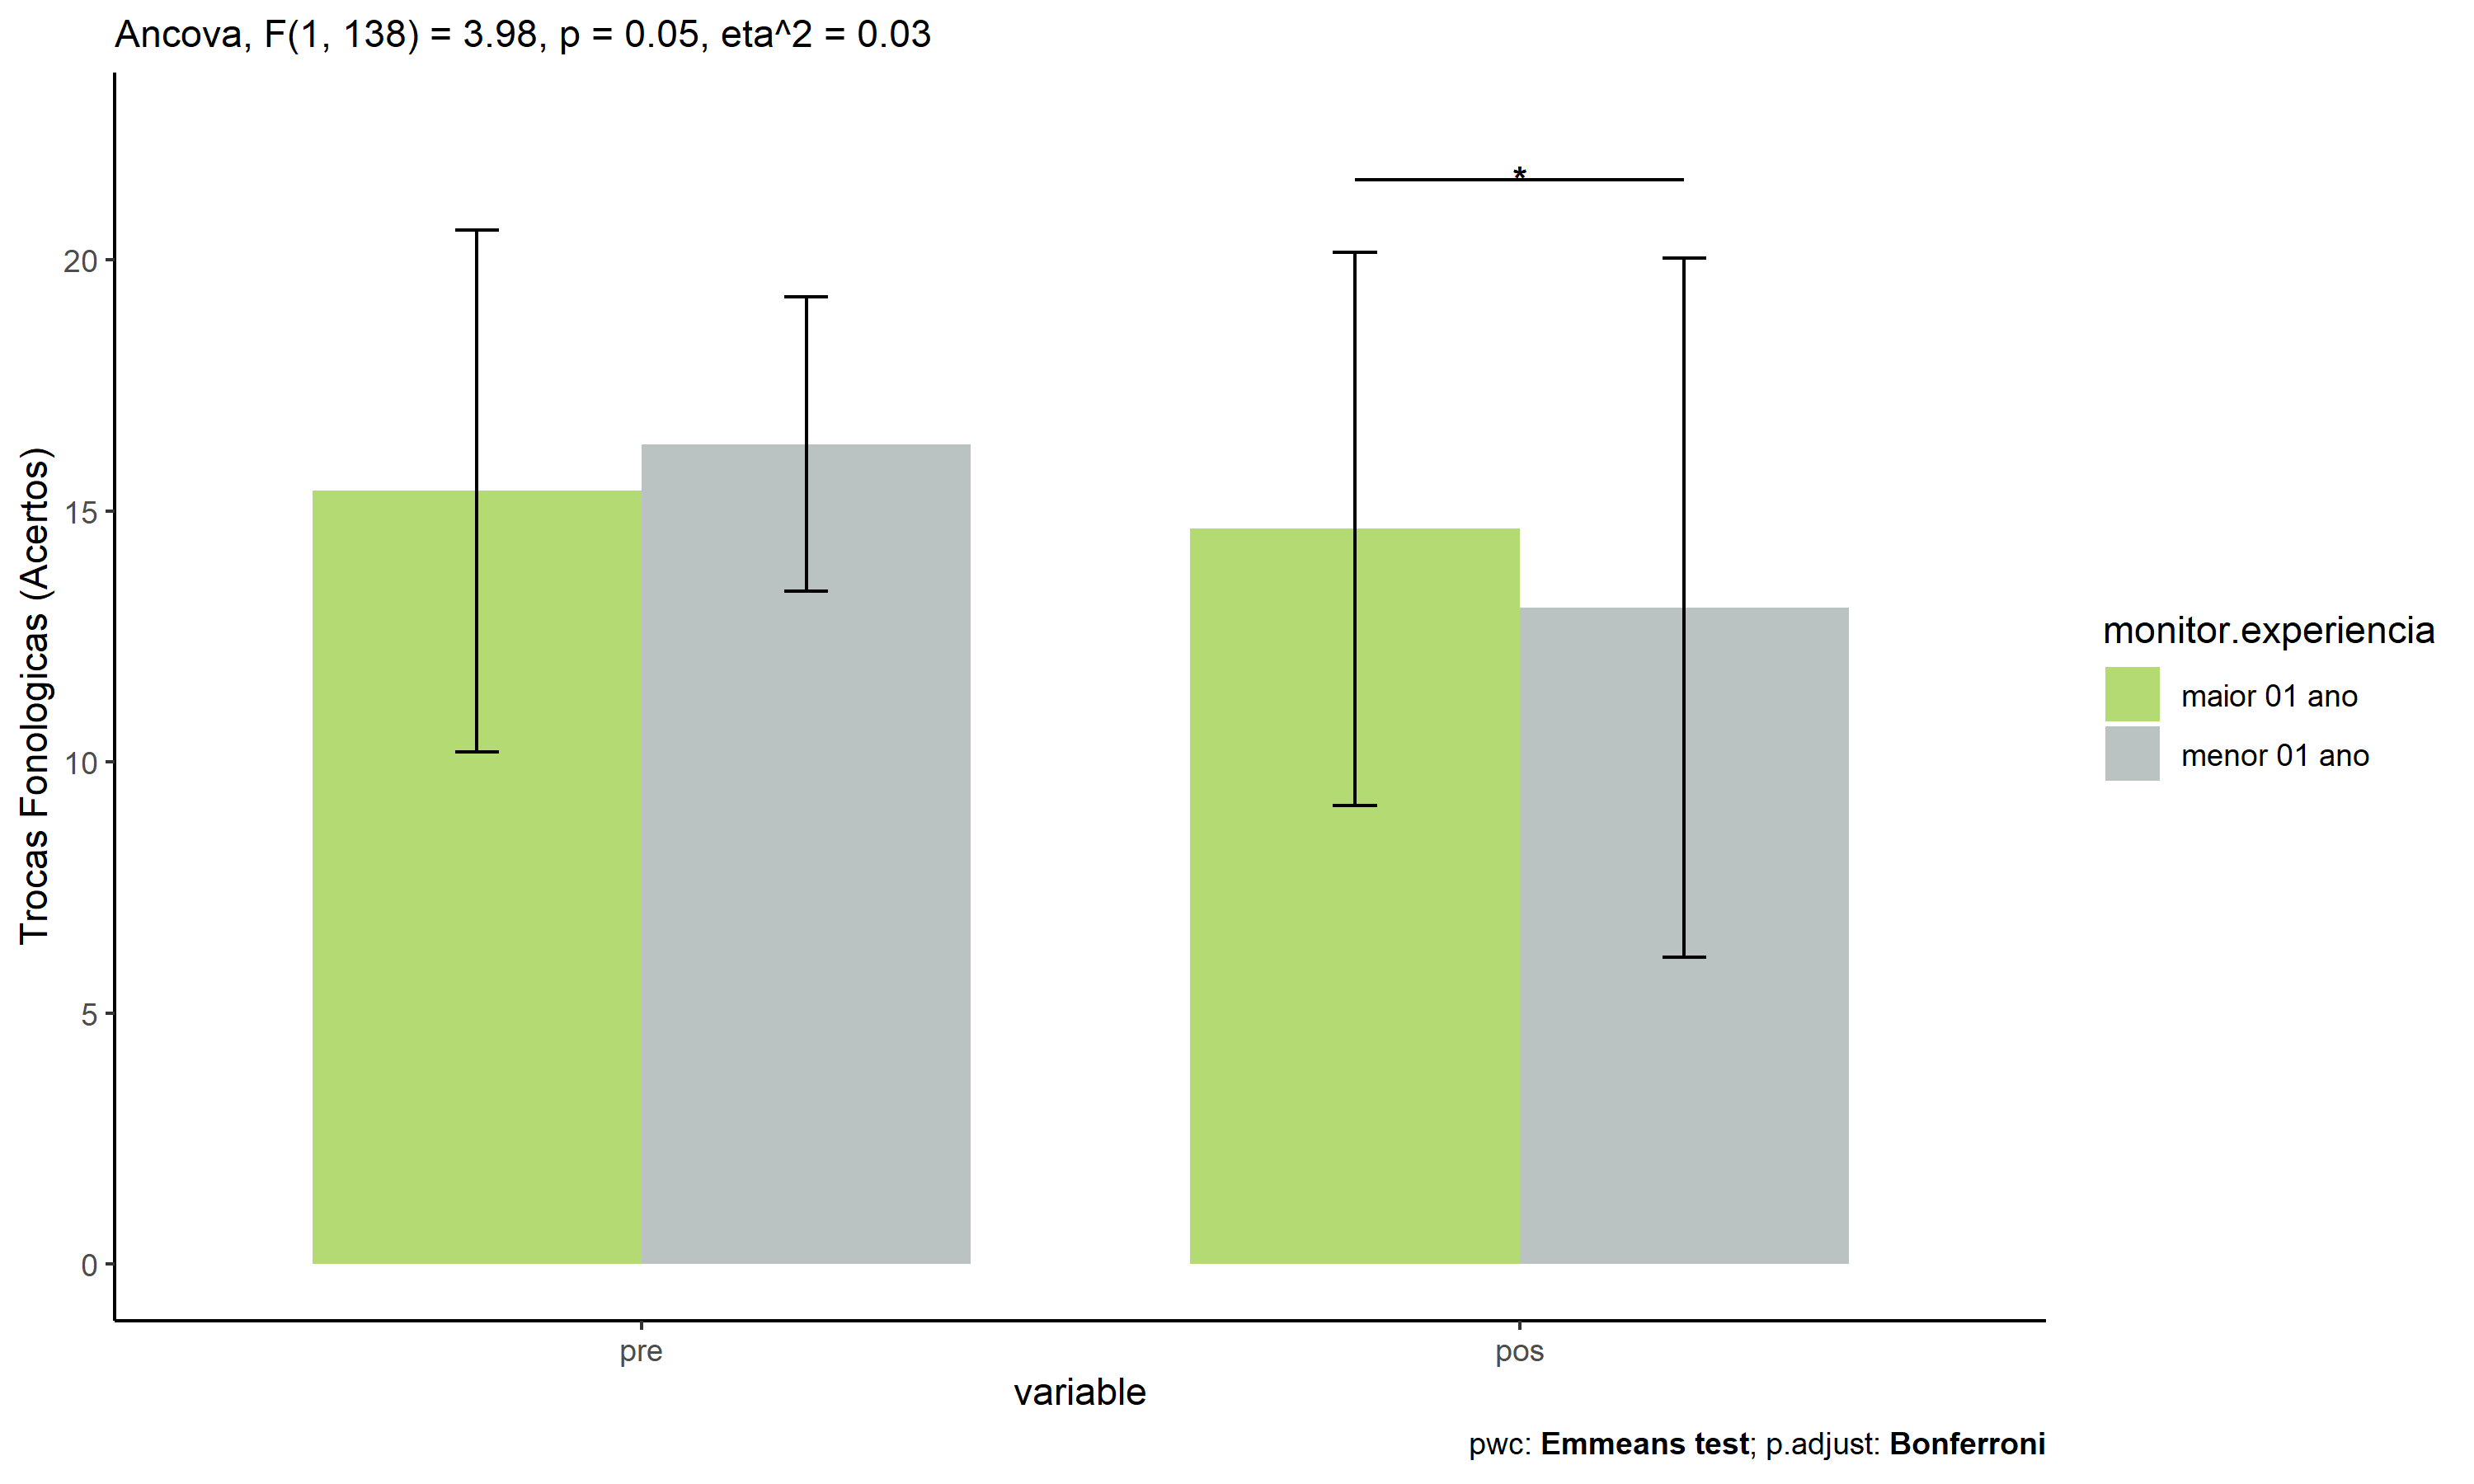 Ancova, F(1, 138) = 3.98, p = 0.05, eta^2 = 0.03
Trocas Fonologicas (Acertos)
20
15
10
5
0
*
pre
pos
variable
monitor.experiencia
maior 01 ano
menor 01 ano
pwc: Emmeans test; p.adjust: Bonferroni